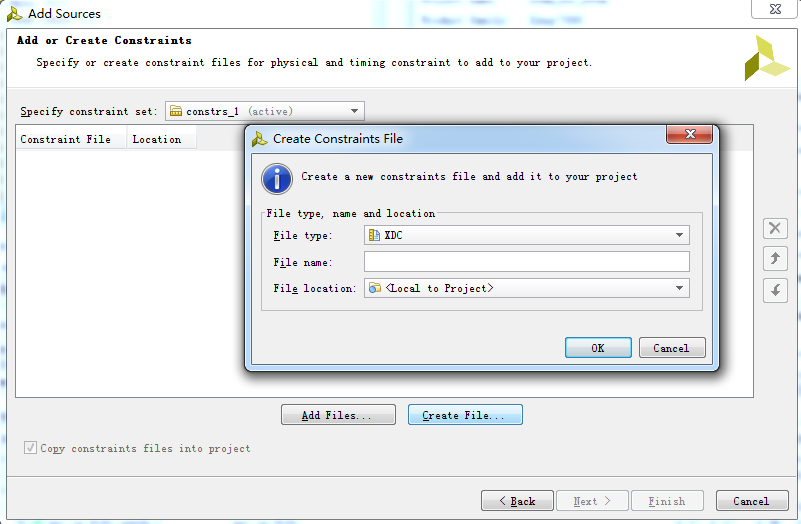 Add Sources
Add or Create Constraints
Specify or create constraint files for physical and timing constraint to add to your project.
Specify constraint set: constrs_1 (active)
Constraint File Location
Create Constraints File
Create a new constraints file and add it to your project
File type, name and location
File type: XDC
File name:
File location: <Local to Project>
OK Cancel
Add Files... Create File...
Copy constraints files into project
< Back Next > Finish Cancel